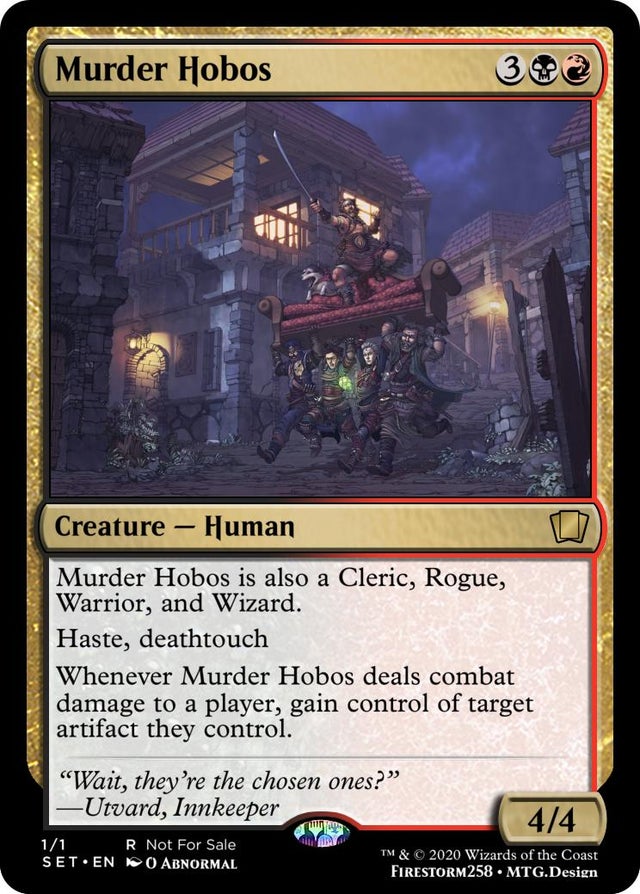 Murder Hobos 3
Creature — Human
Murder Hobos is also a Cleric, Rogue,
Warrior, and Wizard.
Haste, deathtouch
Whenever Murder Hobos deals combat
damage to a player, gain control of target
artifact they control.
“Wait, they're the chosen ones?”
—Utvard, Innkeeper
4/4
1/1 R Not For Sale
SET • EN O Abnormal
™ & © 2020 Wizards of the Coast
Firestorm258 • MTG.Design